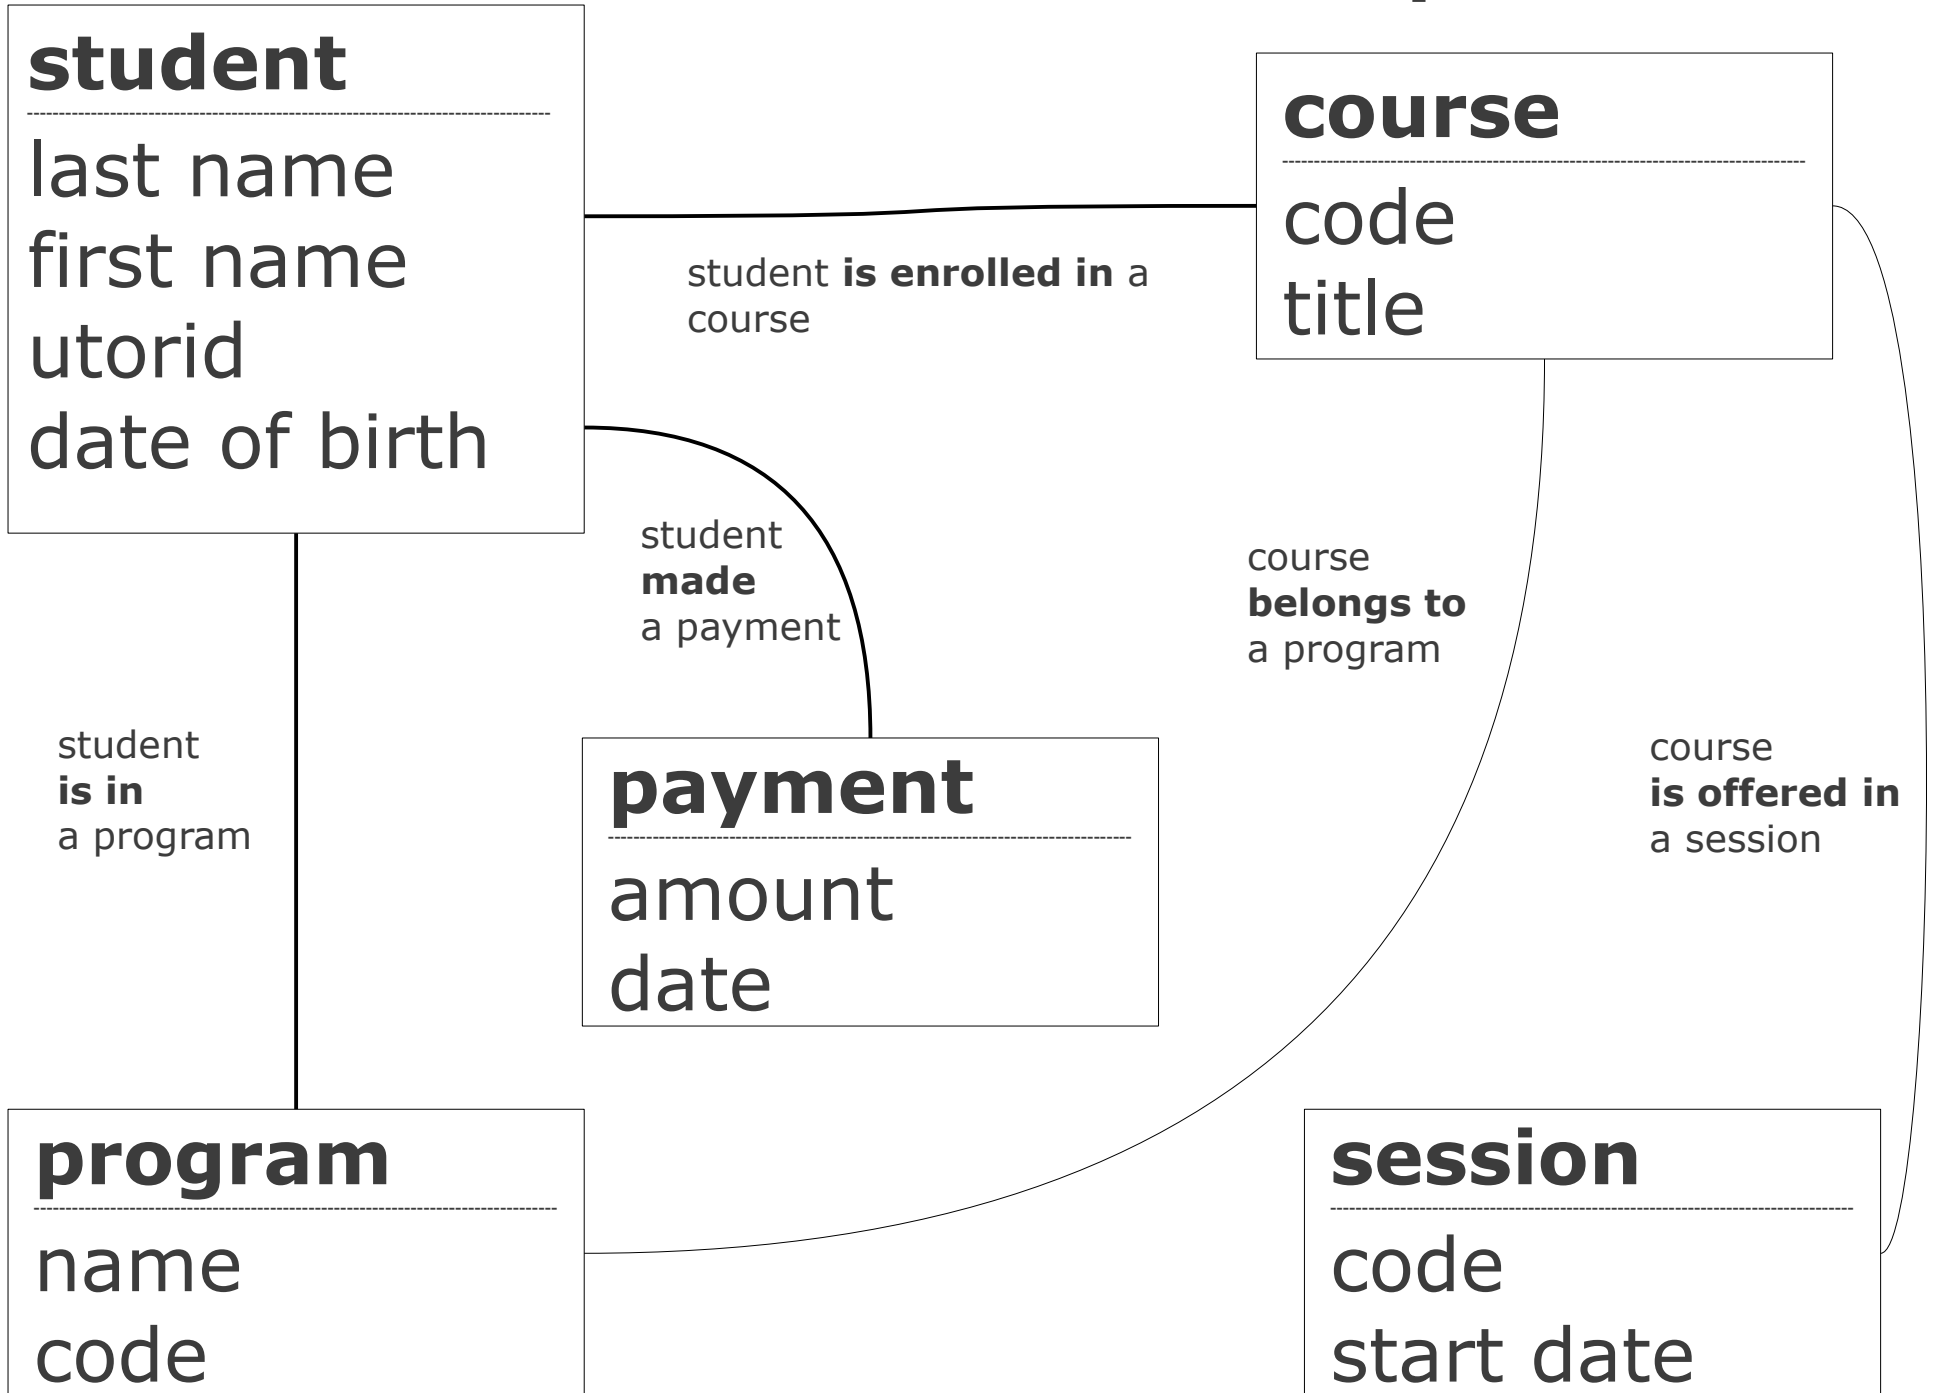 student
last name
first name
utorid
date of birth
course
code
title
student is enrolled in a
course
student
made
a payment
course
belongs to
a program
student
is in
a program
course
is offered in
a session
payment
amount
date
program
name
code
session
code
start date